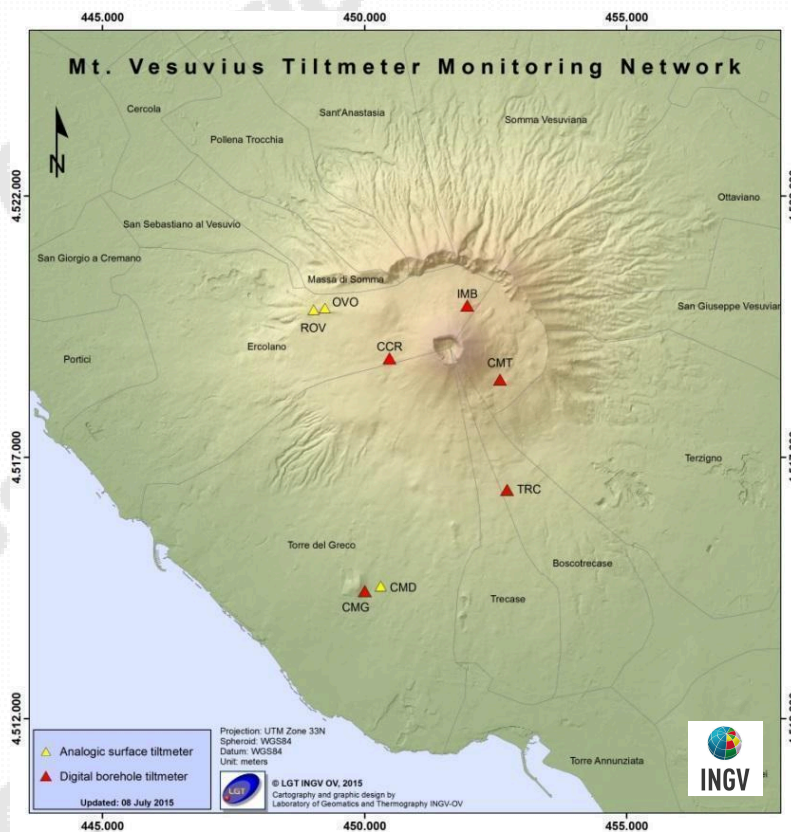 445.000
450.000
455.000
Mt. Vesuvius Tiltmeter Monitoring Network
Cercola
Sant'Anastasia
Somma Vesuviana
Pollena Trocchia
N
4.522.000
Ottaviano
San Sebastiano al Vesuvio
San Giorgio a Cremano
Massa di Somma
IMB
OVO
San Giuseppe Vesuvian
ROV
Ercolano
CCR
Portici
CMT
4.517.000
Terzigno
TRC
Torre del Greco
Boscotrecase
CMD
Trecase
CMG
4.512.000
Analogic surface tiltmeter
Digital borehole tiltmeter
Updated: 08 July 2015
Projection: UTM Zone 33N
Spheroid: WGS84
Datum: WGS84
Unit: meters
LGT
© LGT INGV OV, 2015
Cartography and graphic design by
Laboratory of Geomatics and Thermography INGV-OV
Torre Annunziata
INGV
445.000
450.000
455.000